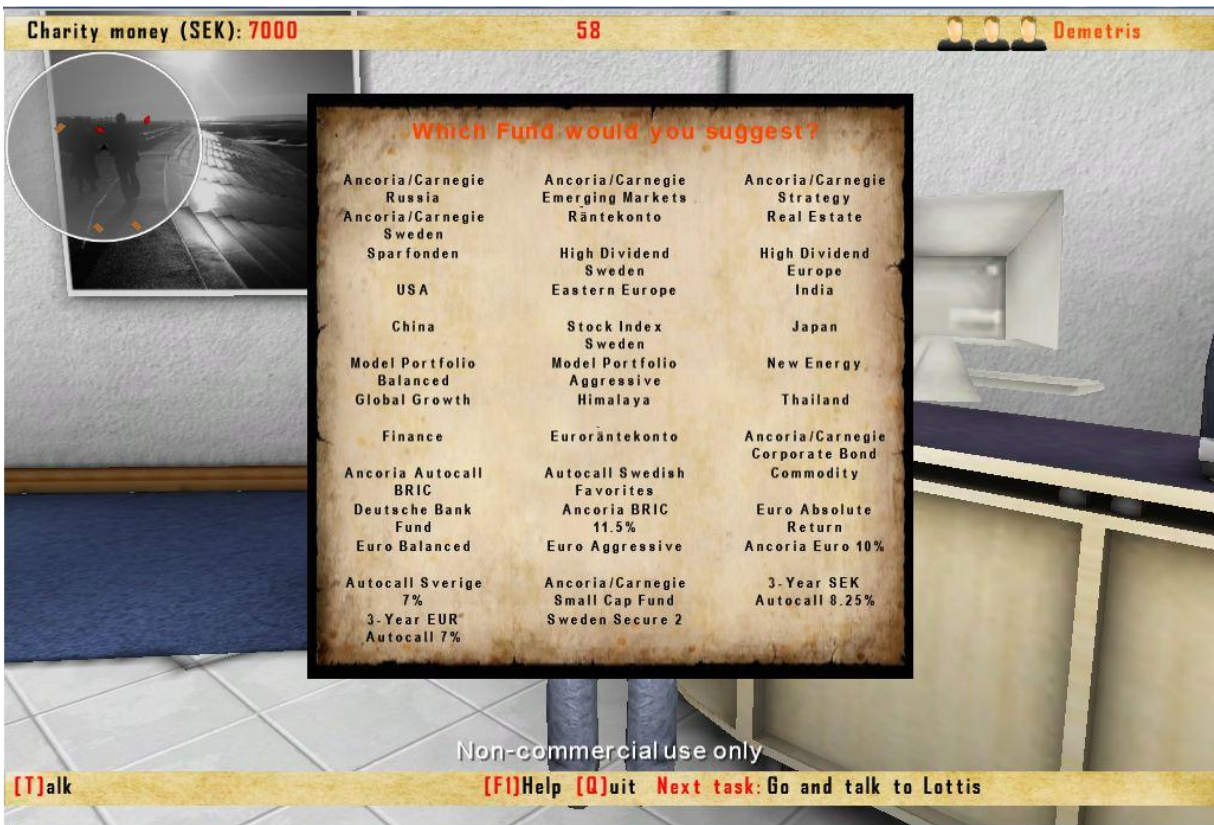 Charity money (SEK): 7000 58 Demetris
Which Fund would you suggest?
Ancoria/Carnegie Russia
Ancoria/Carnegie Emerging Markets
Ancoria/Carnegie Strategy
Ancoria/Carnegie Sweden
Räntekonto
Real Estate
Sparfonden
High Dividend Sweden
High Dividend Europe
USA
Eastern Europe
India
China
Stock Index Sweden
Japan
Model Portfolio Balanced
Model Portfolio Aggressive
New Energy
Global Growth
Himalaya
Thailand
Finance
Euroräntekonto
Ancoria/Carnegie Corporate Bond
Ancoria Autocall BRIC
Autocall Swedish Favorites
Commodity
Deutsche Bank Fund
Ancoria BRIC 11.5%
Euro Absolute Return
Euro Balanced
Euro Aggressive
Ancoria Euro 10%
Autocall Sverige 7%
Ancoria/Carnegie Small Cap Fund
3-Year SEK Autocall 8.25%
3-Year EUR Autocall 7%
Sweden Secure 2
Non-commercial use only
[T]alk [F1]Help [Q]uit Next task: Go and talk to Lottis